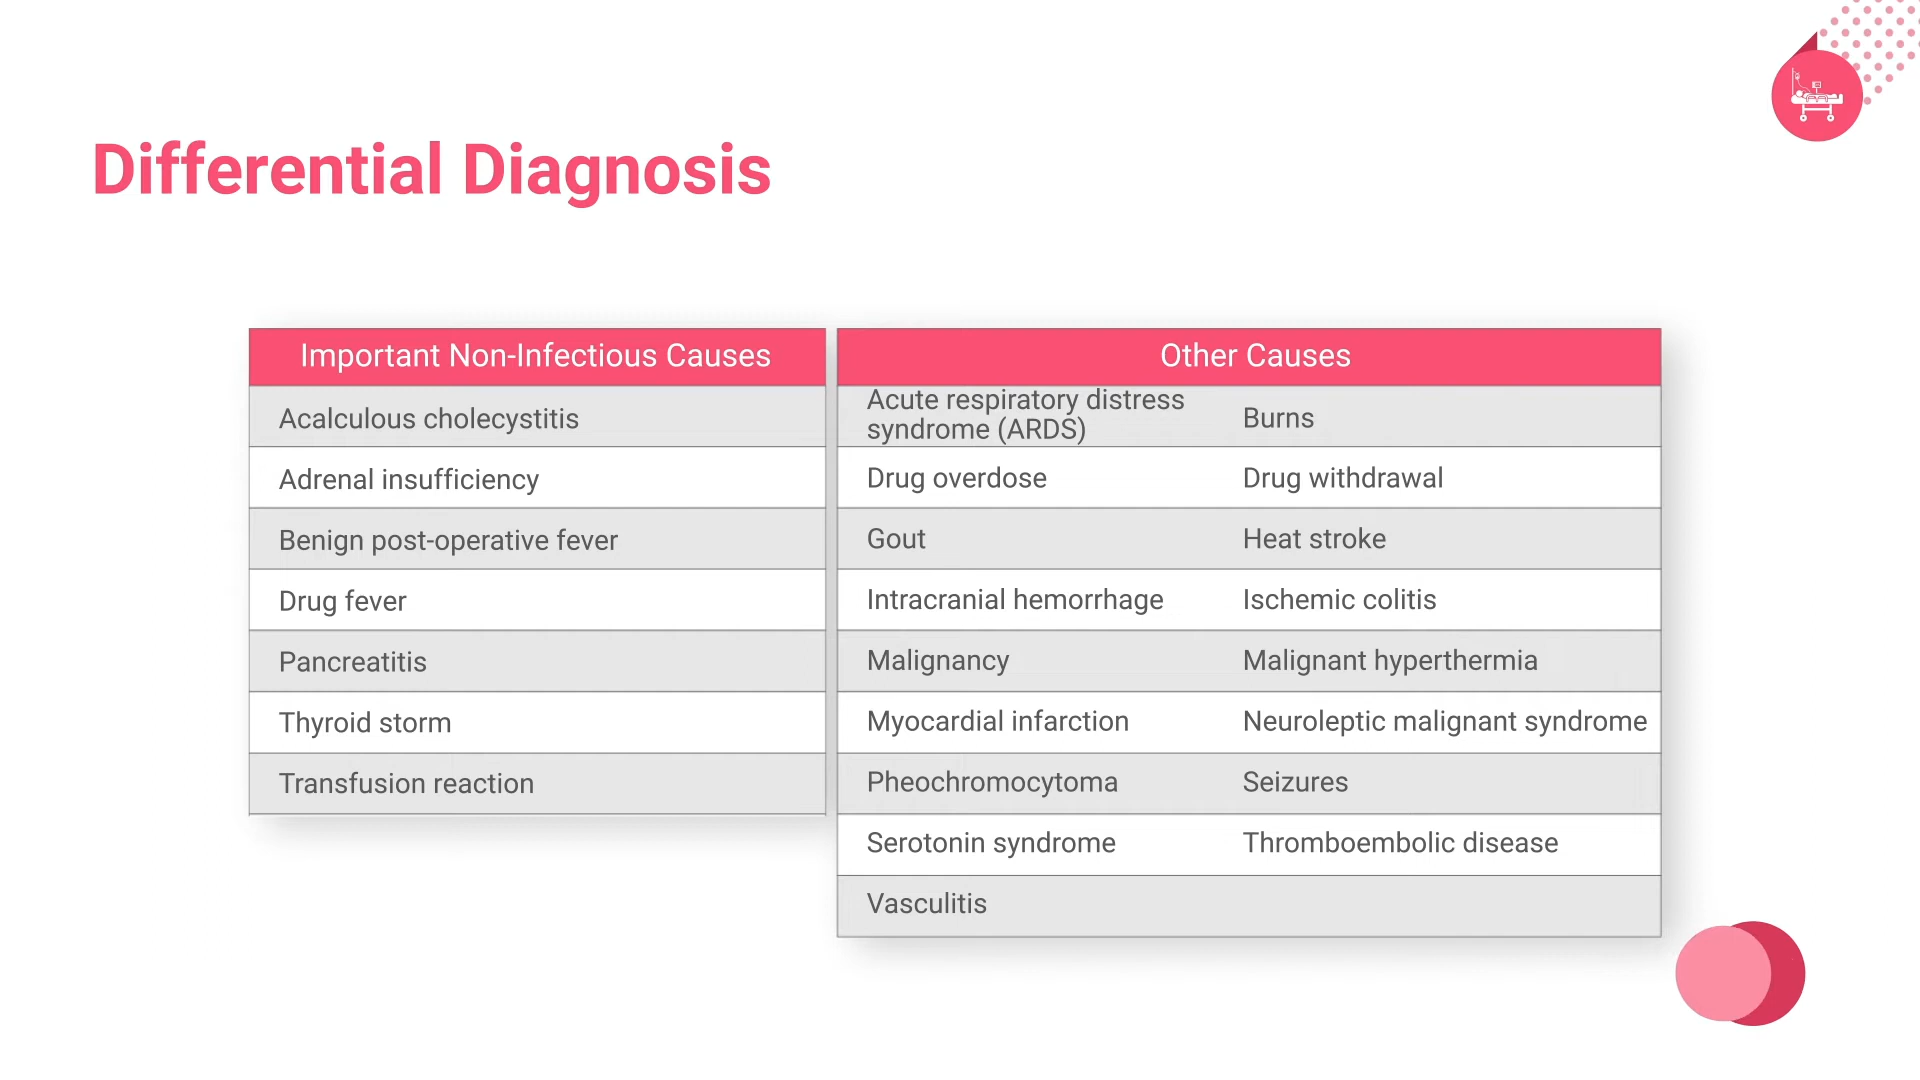 Differential Diagnosis
Important Non-Infectious Causes
Acalculous cholecystitis
Adrenal insufficiency
Benign post-operative fever
Drug fever
Pancreatitis
Thyroid storm
Transfusion reaction
Other Causes
Acute respiratory distress
syndrome (ARDS)
Burns
Drug overdose
Drug withdrawal
Gout
Heat stroke
Intracranial hemorrhage
Ischemic colitis
Malignancy
Malignant hyperthermia
Myocardial infarction
Neuroleptic malignant syndrome
Pheochromocytoma
Seizures
Serotonin syndrome
Thromboembolic disease
Vasculitis